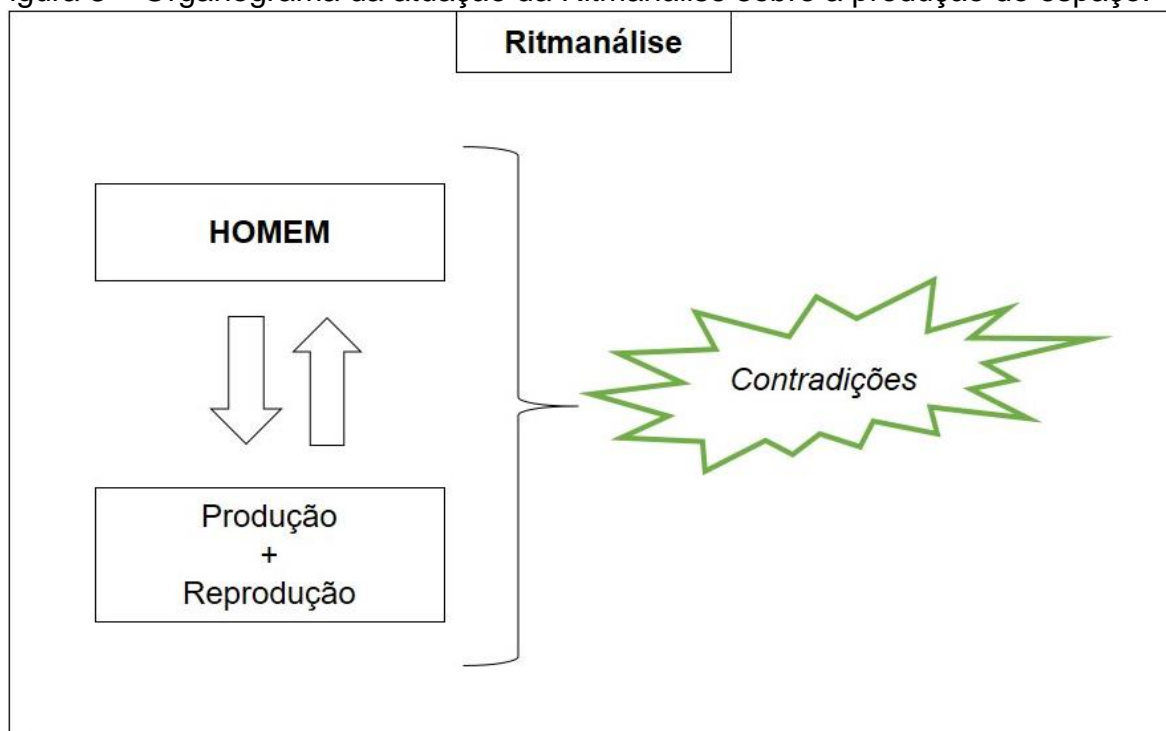 Ritmanálise
HOMEM
Produção
+
Reprodução
Contradições